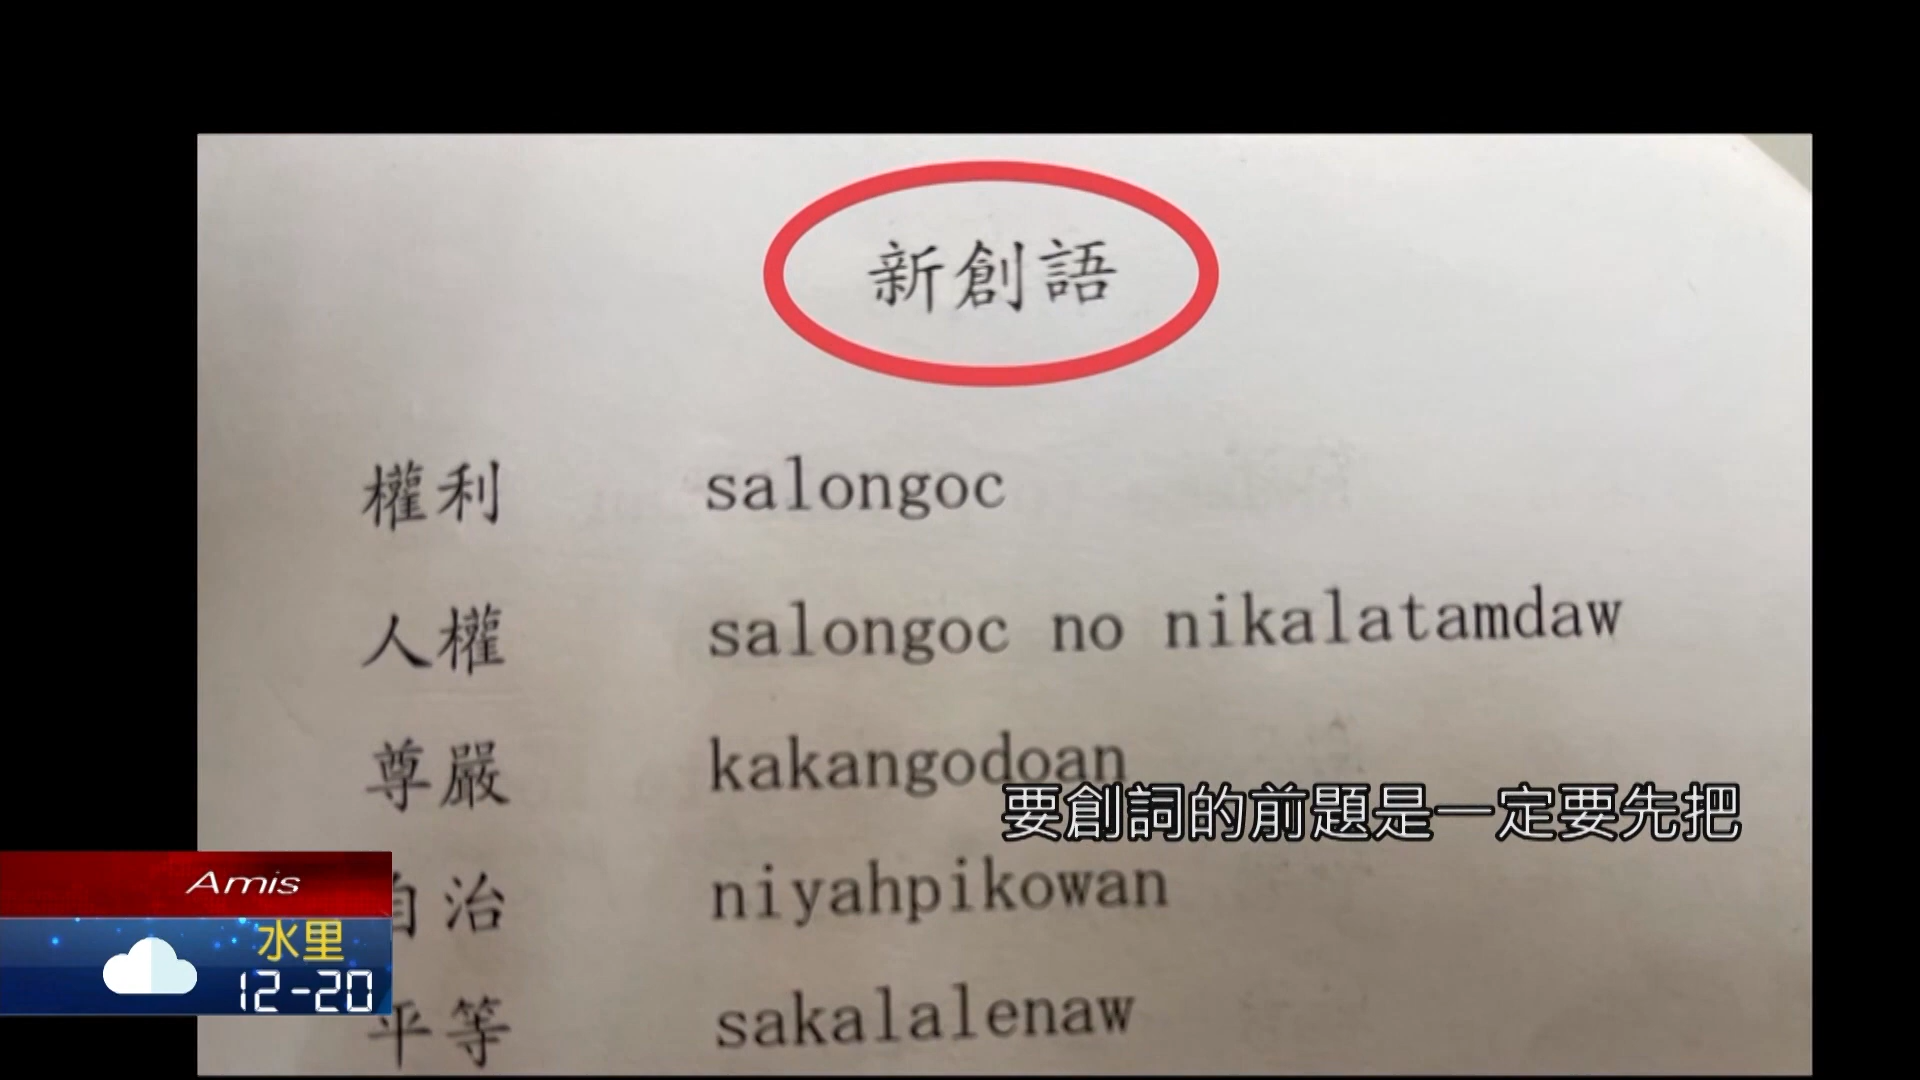 新創語
權利 salongoc
人權 salongoc no nikalatamdaw
尊嚴 kakangodoan
要創詞的前題是一定要先把
自治 niyahpikowan
平等 sakalalenaw
Amis
水里
12-20